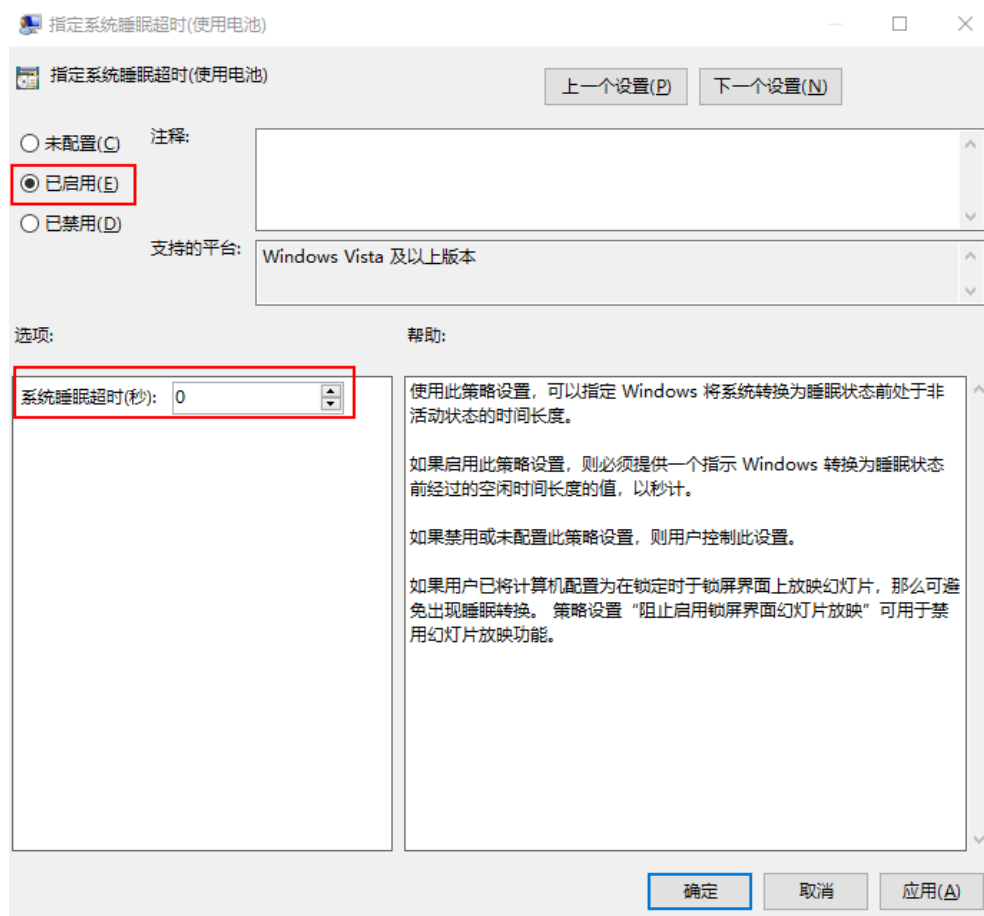 指定系统睡眠超时(使用电池)
指定系统睡眠超时(使用电池)
上一个设置(P)
下一个设置(N)
未配置(C)
注释:
已启用(E)
已禁用(D)
支持的平台:
Windows Vista 及以上版本
选项:
帮助:
系统睡眠超时(秒):
0
使用此策略设置，可以指定 Windows 将系统转换为睡眠状态前处于非
活动状态的时间长度。
如果启用此策略设置，则必须提供一个指示 Windows 转换为睡眠状态
前经过的空闲时间长度的值，以秒计。
如果禁用或未配置此策略设置，则用户控制此设置。
如果用户已将计算机配置为在锁定时于锁屏界面上放映幻灯片，那么可避
免出现睡眠转换。 策略设置“阻止启用锁屏界面幻灯片放映”可用于禁
用幻灯片放映功能。
确定
取消
应用(A)